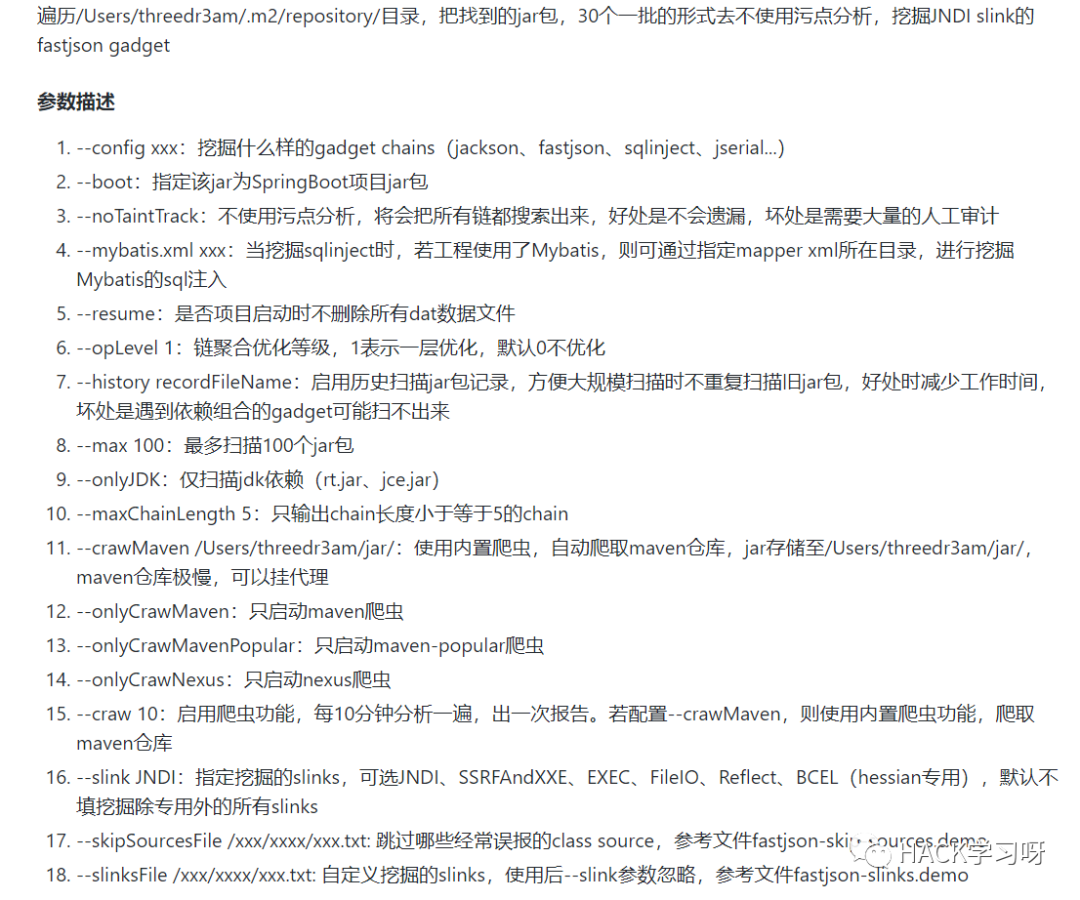 遍历/Users/threedr3am/.m2/repository/目录，把找到的jar包，30个一批的形式去不使用污点分析，挖掘JNDI slink的
fastjson gadget
参数描述
1. --config xxx：挖掘什么样的gadget chains（jackson、fastjson、sqlinject、jserial...）
2. --boot：指定该jar为SpringBoot项目jar包
3. --noTaintTrack：不使用污点分析，将会把所有链都搜索出来，好处是不会遗漏，坏处是需要大量的人工审计
4. --mybatis.xml xxx：当挖掘sqlinject时，若工程使用了Mybatis，则可通过指定mapper xml所在目录，进行挖掘
Mybatis的sql注入
5. --resume：是否项目启动时不删除所有dat数据文件
6. --opLevel 1：链聚合优化等级，1表示一层优化，默认0不优化
7. --history recordFileName：启用历史扫描jar包记录，方便大规模扫描时不重复扫描旧jar包，好处时减少工作时间，
坏处是遇到依赖组合的gadget可能扫不出来
8. --max 100：最多扫描100个jar包
9. --onlyJDK：仅扫描jdk依赖（rt.jar、jce.jar）
10. --maxChainLength 5：只输出chain长度小于等于5的chain
11. --crawMaven /Users/threedr3am/jar/：使用内置爬虫，自动爬取maven仓库，jar存储至/Users/threedr3am/jar/，
maven仓库极慢，可以挂代理
12. --onlyCrawMaven：只启动maven爬虫
13. --onlyCrawMavenPopular：只启动maven-popular爬虫
14. --onlyCrawNexus：只启动nexus爬虫
15. --craw 10：启用爬虫功能，每10分钟分析一遍，出一次报告。若配置--crawMaven，则使用内置爬虫功能，爬取
maven仓库
16. --slink JNDI：指定挖掘的slinks，可选JNDI、SSRFAndXXE、EXEC、FileIO、Reflect、BCEL（hessian专用），默认不
填挖掘除专用外的所有slinks
17. --skipSourcesFile /xxx/xxxx/xxx.txt: 跳过哪些经常误报的class source，参考文件fastjson-skip-sources.demo
HACK学习呀
18. --slinksFile /xxx/xxxx/xxx.txt: 自定义挖掘的slinks，使用后--slink参数忽略，参考文件fastjson-slinks.demo